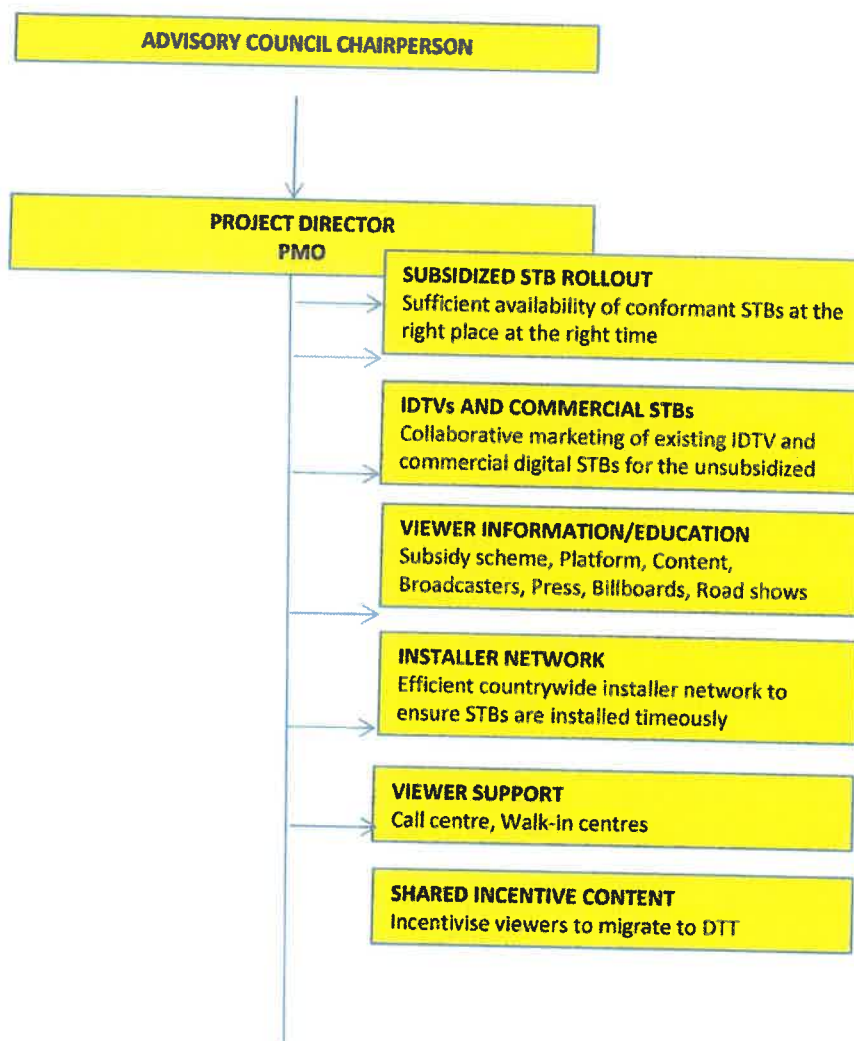 ADVISORY COUNCIL CHAIRPERSON
PROJECT DIRECTOR
PMO
SUBSIDIZED STB ROLLOUT
Sufficient availability of conformant STBs at the
right place at the right time
IDTVs AND COMMERCIAL STBs
Collaborative marketing of existing IDTV and
commercial digital STBs for the unsubsidized
VIEWER INFORMATION/EDUCATION
Subsidy scheme, Platform, Content,
Broadcasters, Press, Billboards, Road shows
INSTALLER NETWORK
Efficient countrywide installer network to
ensure STBs are installed timeously
VIEWER SUPPORT
Call centre, Walk-in centres
SHARED INCENTIVE CONTENT
Incentivise viewers to migrate to DTT